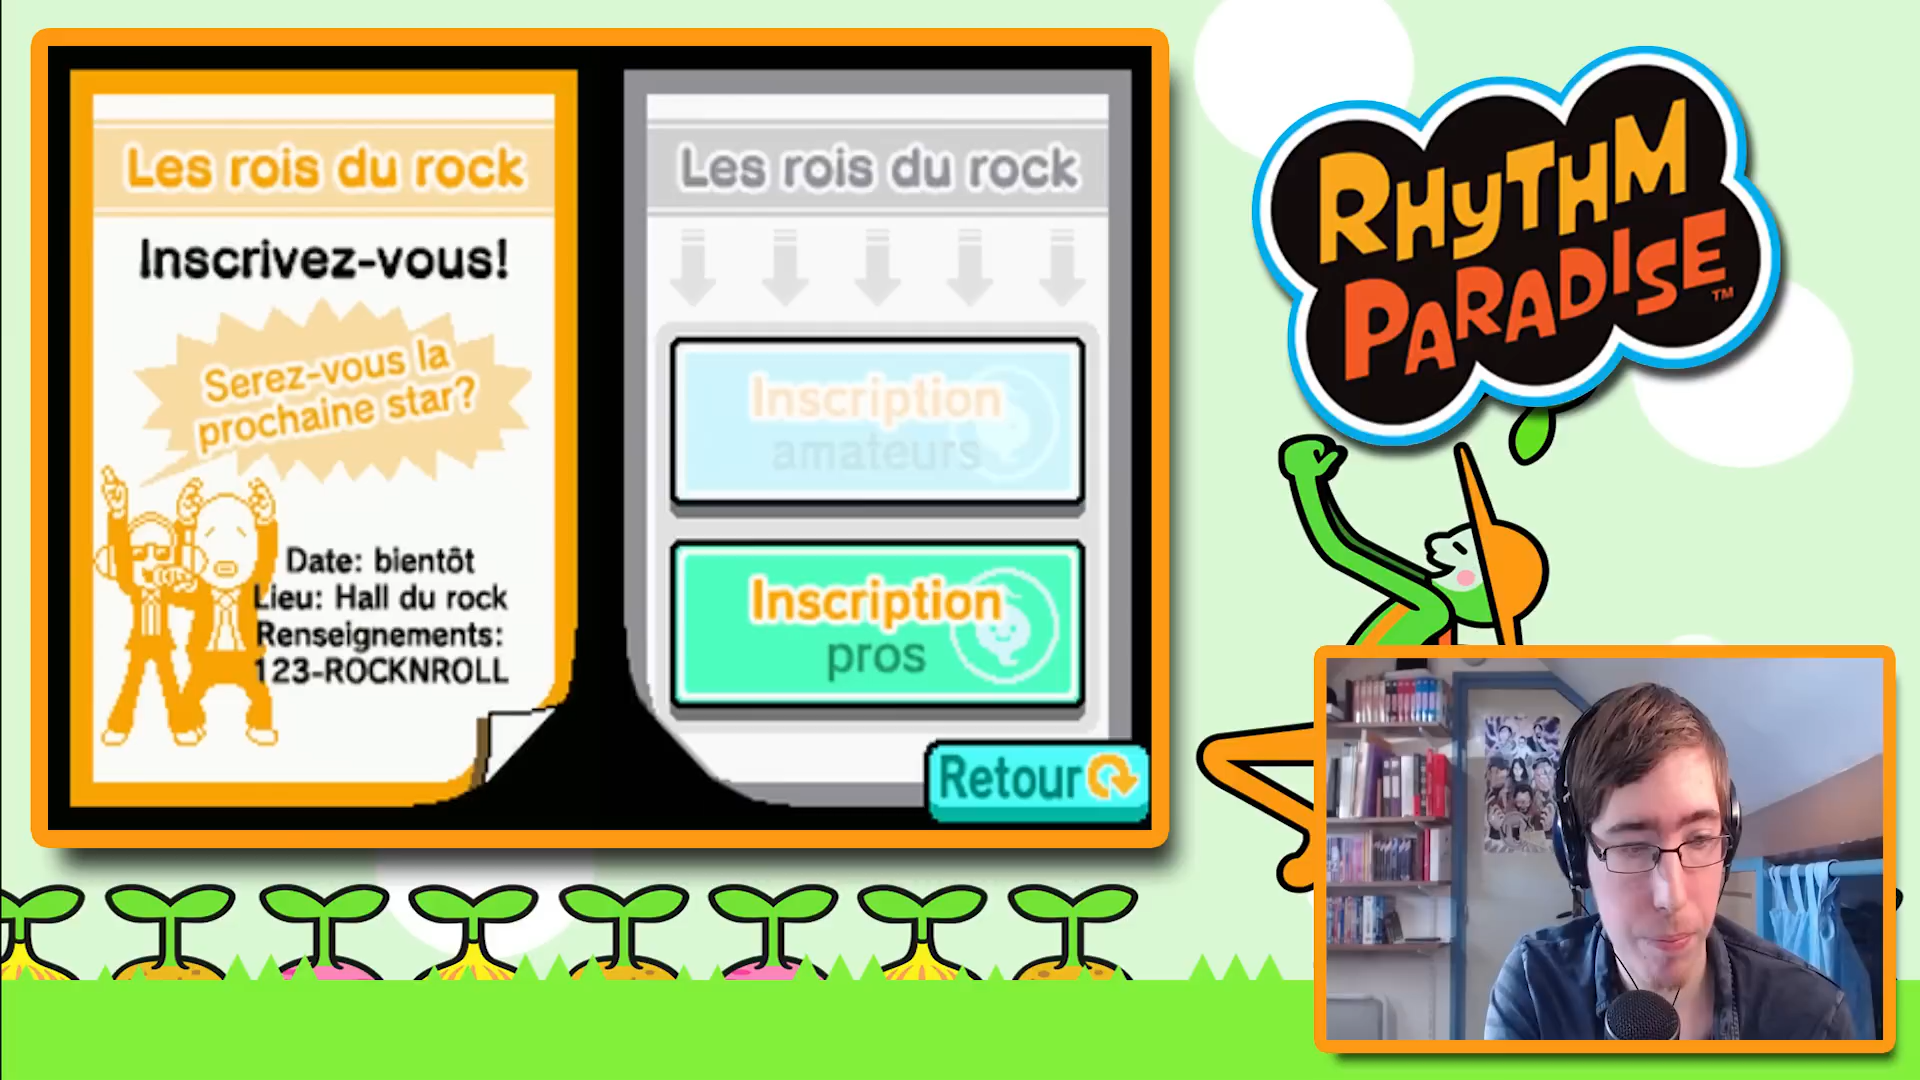 Les rois du rock
Inscrivez-vous!
Serez-vous la
prochaine star?
Date: bientôt
Lieu: Hall du rock
Renseignements:
123-ROCKNROLL
Les rois du rock
Inscription
amateurs
Inscription
pros
Retour
RHYTHM
PARADISE™